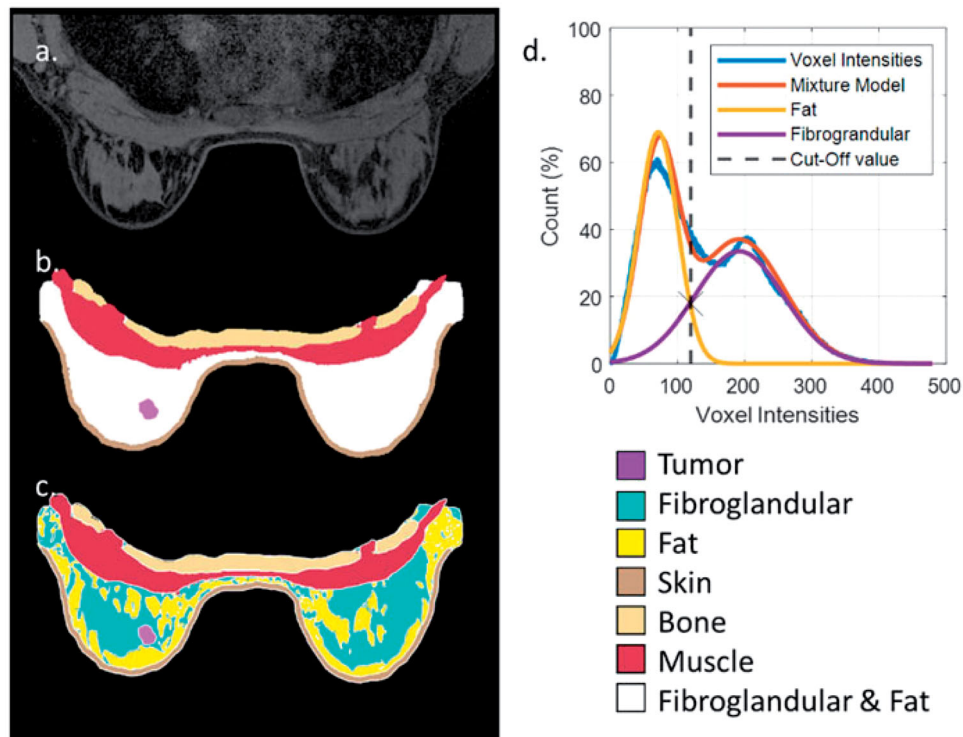 a.
b.
c.
d.
100
80
60
40
20
0
Count (%)
Voxel Intensities
Mixture Model
Fat
Fibrograndular
Cut-Off value
0 100 200 300 400 500
Voxel Intensities
Tumor
Fibroglandular
Fat
Skin
Bone
Muscle
Fibroglandular & Fat